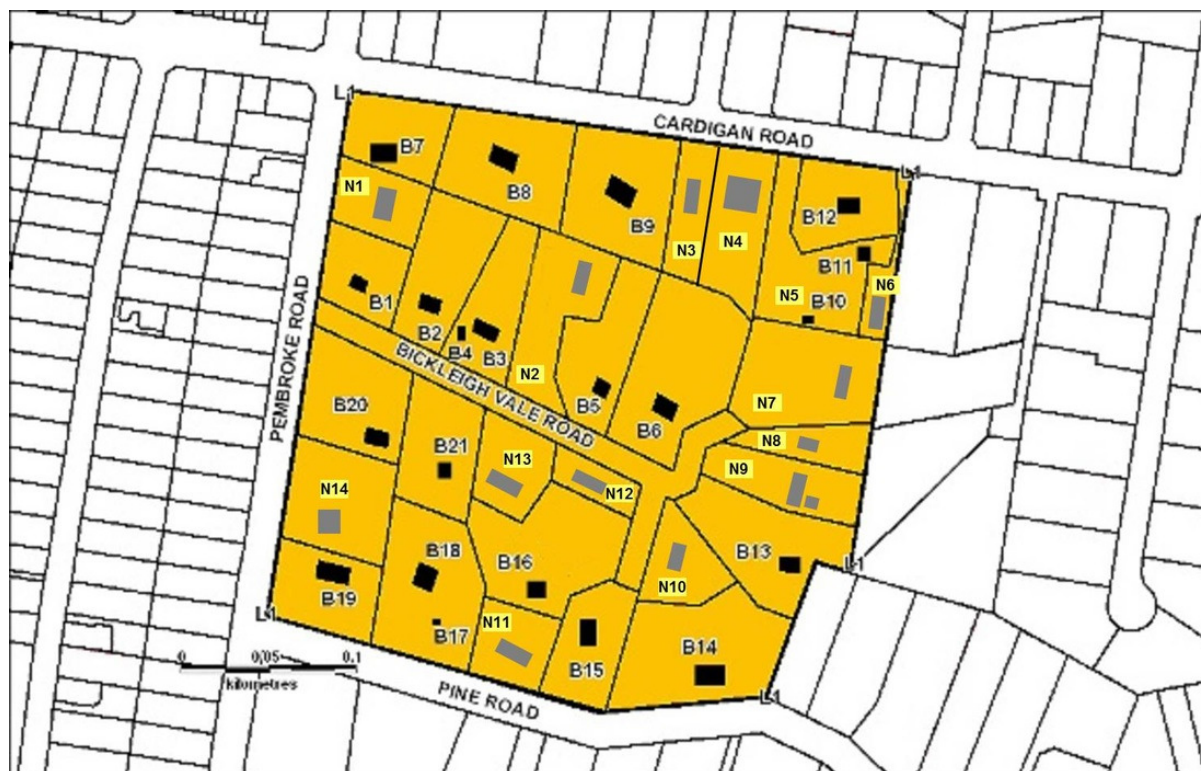 L1
CARDIGAN ROAD
B7
B8
L1
N1
B9
N3
N4
B12
B11
B1
N5
B10
N6
B2
B4
B3
N2
BICKLEIGH VALE ROAD
PEMBROKE ROAD
B5
B6
N7
B20
B21
N13
N8
N9
N14
N12
B18
B16
B13
L1
B19
N10
L1
B17
N11
B15
B14
0
0.05
0.1
kilometres
PINE ROAD
L1